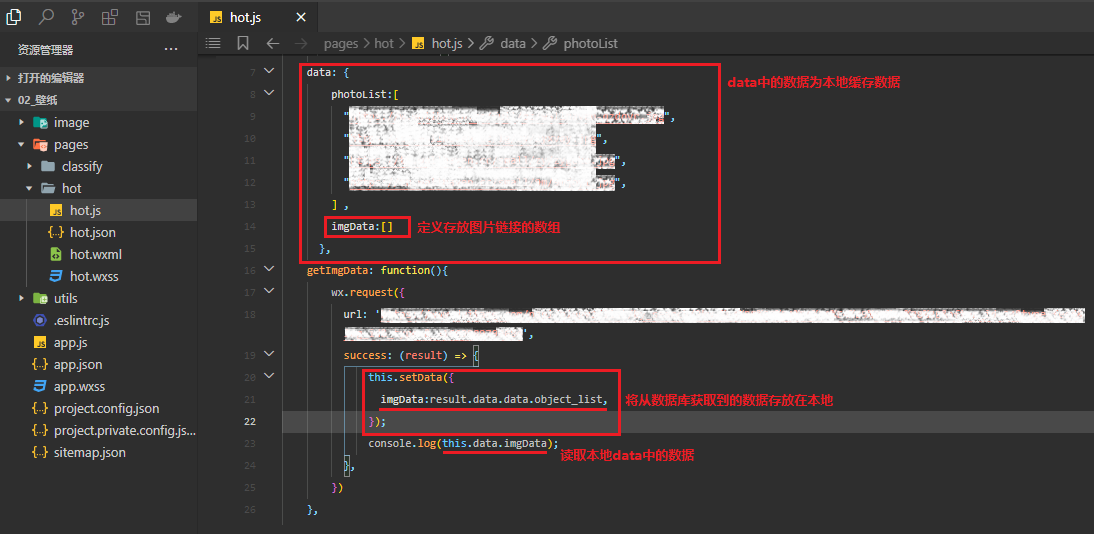 hot.js
资源管理器
打开的编辑器
02_壁纸
image
pages
classify
hot
hot.js
hot.json
hot.wxml
hot.wxss
utils
.eslintrc.js
app.js
app.json
app.wxss
project.config.json
project.private.config.js...
sitemap.json
pages > hot > hot.js > data > photoList
7 data: {
data中的数据为本地缓存数据
8 photoList:[
9 " ",
10 " ",
11 " ",
12 " ",
13 ] ,
14 imgData:[] 定义存放图片链接的数组
15 },
16 getImgData: function(){
17 wx.request({
18 url: '
',
19 success: (result) => {
20 this.setData({
21 imgData:result.data.data.object_list, 将从数据库获取到的数据存放在本地
22 });
23 console.log(this.data.imgData); 读取本地data中的数据
24 },
25 })
26 },